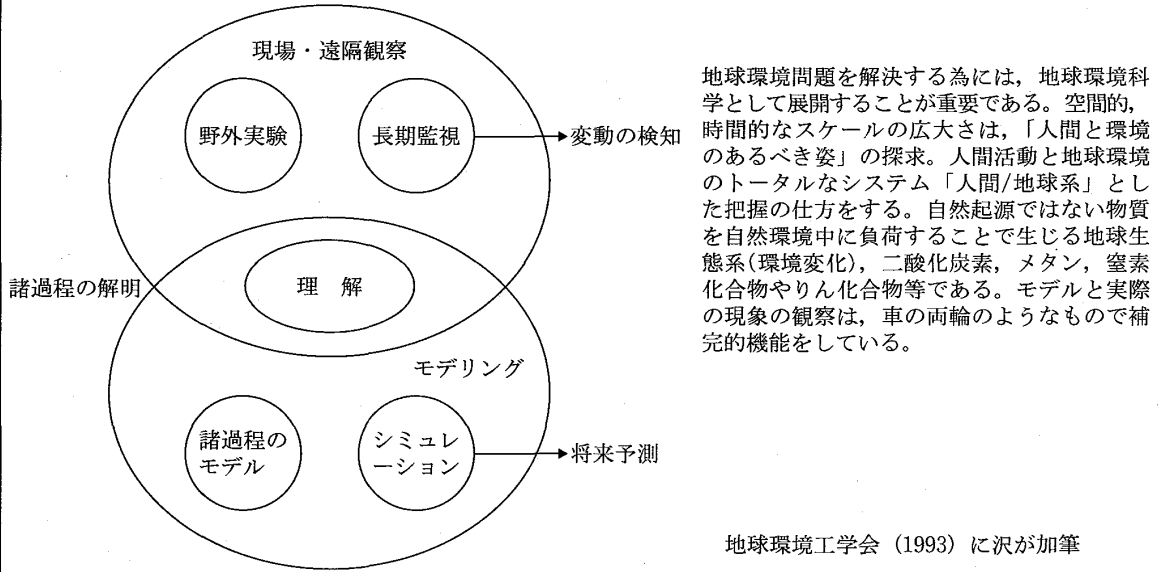 現場・遠隔観察
野外実験
長期監視
変動の検知
諸過程の解明
理 解
モデリング
諸過程の
モデル
シミュレ
ーション
将来予測
地球環境問題を解決する為には，地球環境科
学として展開することが重要である。空間的，
時間的なスケールの広大さは，「人間と環境
のあるべき姿」の探求。人間活動と地球環境
のトータルなシステム「人間/地球系」とし
た把握の仕方をする。自然起源ではない物質
を自然環境中に負荷することで生じる地球生
態系(環境変化)，二酸化炭素，メタン，窒素
化合物やりん化合物等である。モデルと実際
の現象の観察は，車の両輪のようなもので補
完的機能をしている。
地球環境工学会（1993）に沢が加筆